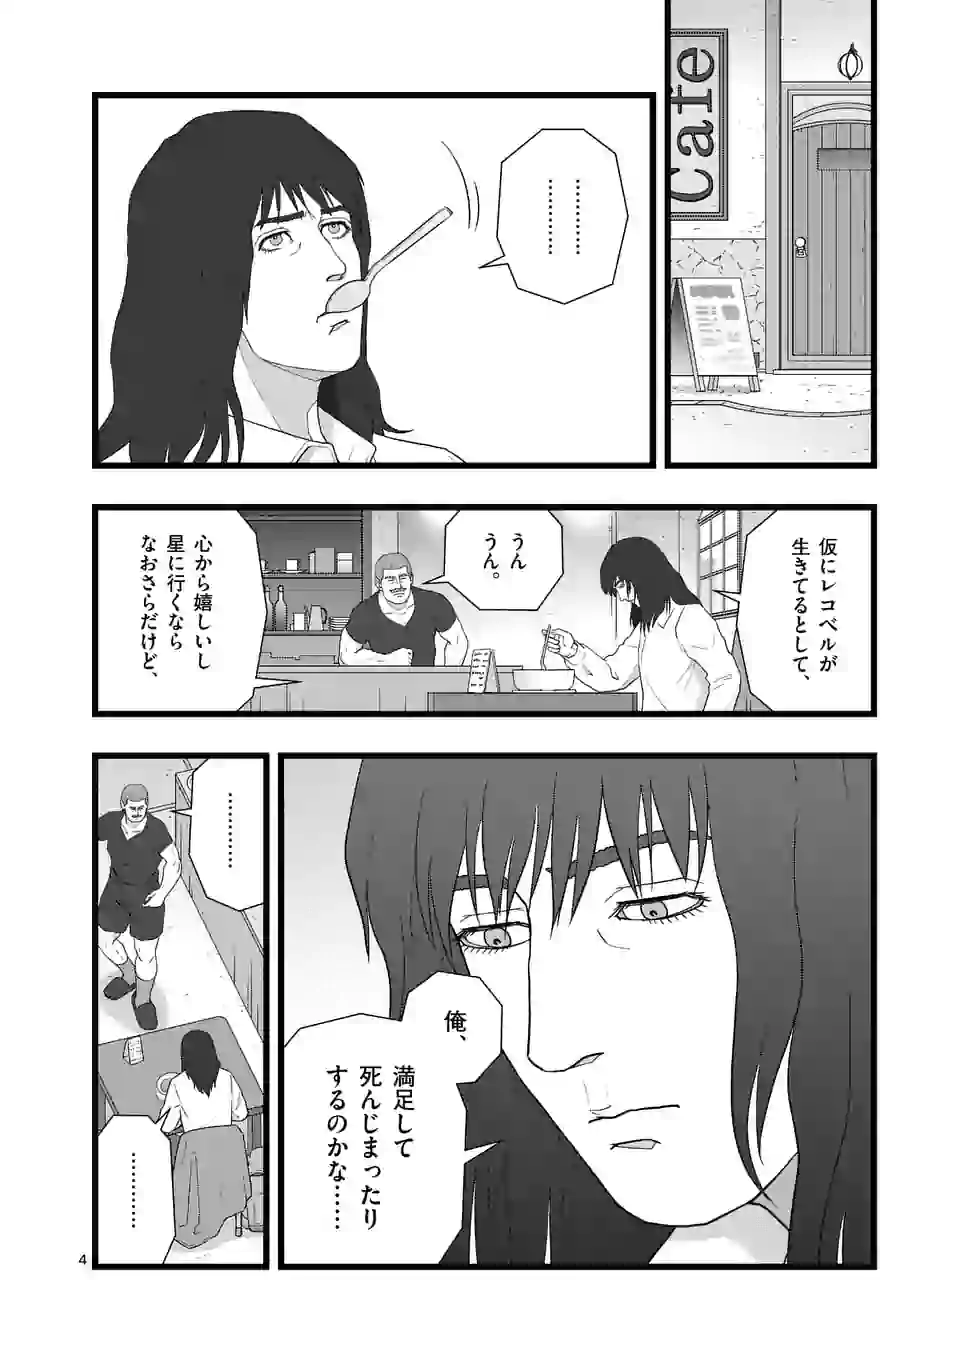 Cafe
…………
…………
仮にレコベルが
生きてるとして、
うん
うん。
心から嬉しいし
星に行くなら
なおさらだけど、
俺、
満足して
死んじまったり
するのかな……
…………
…………
4